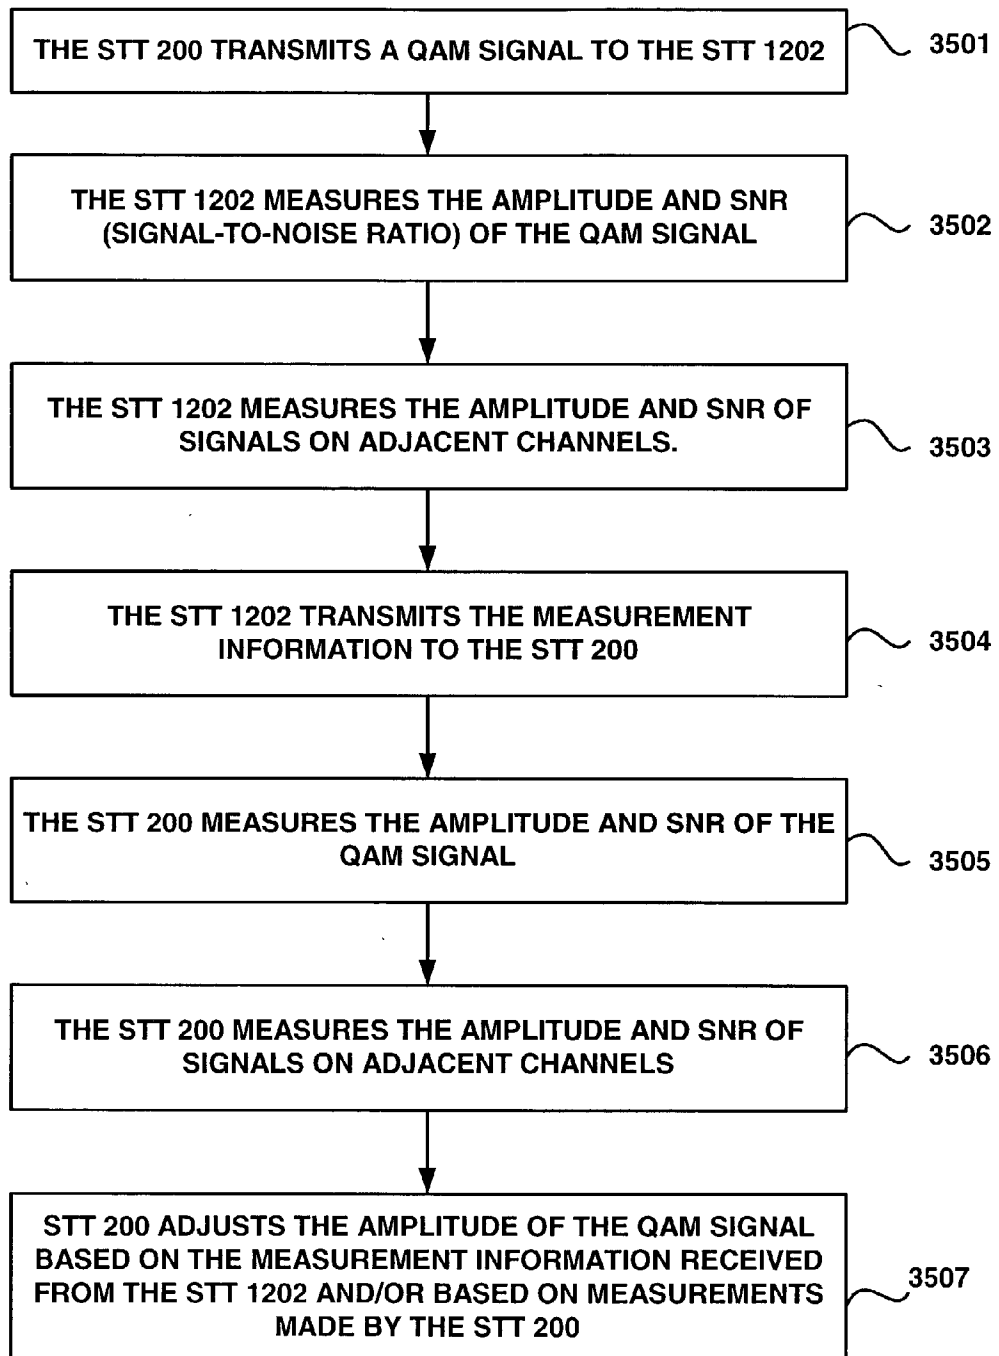 THE STT 200 TRANSMITS A QAM SIGNAL TO THE STT 1202
3501
THE STT 1202 MEASURES THE AMPLITUDE AND SNR
(SIGNAL-TO-NOISE RATIO) OF THE QAM SIGNAL
3502
THE STT 1202 MEASURES THE AMPLITUDE AND SNR OF
SIGNALS ON ADJACENT CHANNELS.
3503
THE STT 1202 TRANSMITS THE MEASUREMENT
INFORMATION TO THE STT 200
3504
THE STT 200 MEASURES THE AMPLITUDE AND SNR OF THE
QAM SIGNAL
3505
THE STT 200 MEASURES THE AMPLITUDE AND SNR OF
SIGNALS ON ADJACENT CHANNELS
3506
STT 200 ADJUSTS THE AMPLITUDE OF THE QAM SIGNAL
BASED ON THE MEASUREMENT INFORMATION RECEIVED
FROM THE STT 1202 AND/OR BASED ON MEASUREMENTS
MADE BY THE STT 200
3507